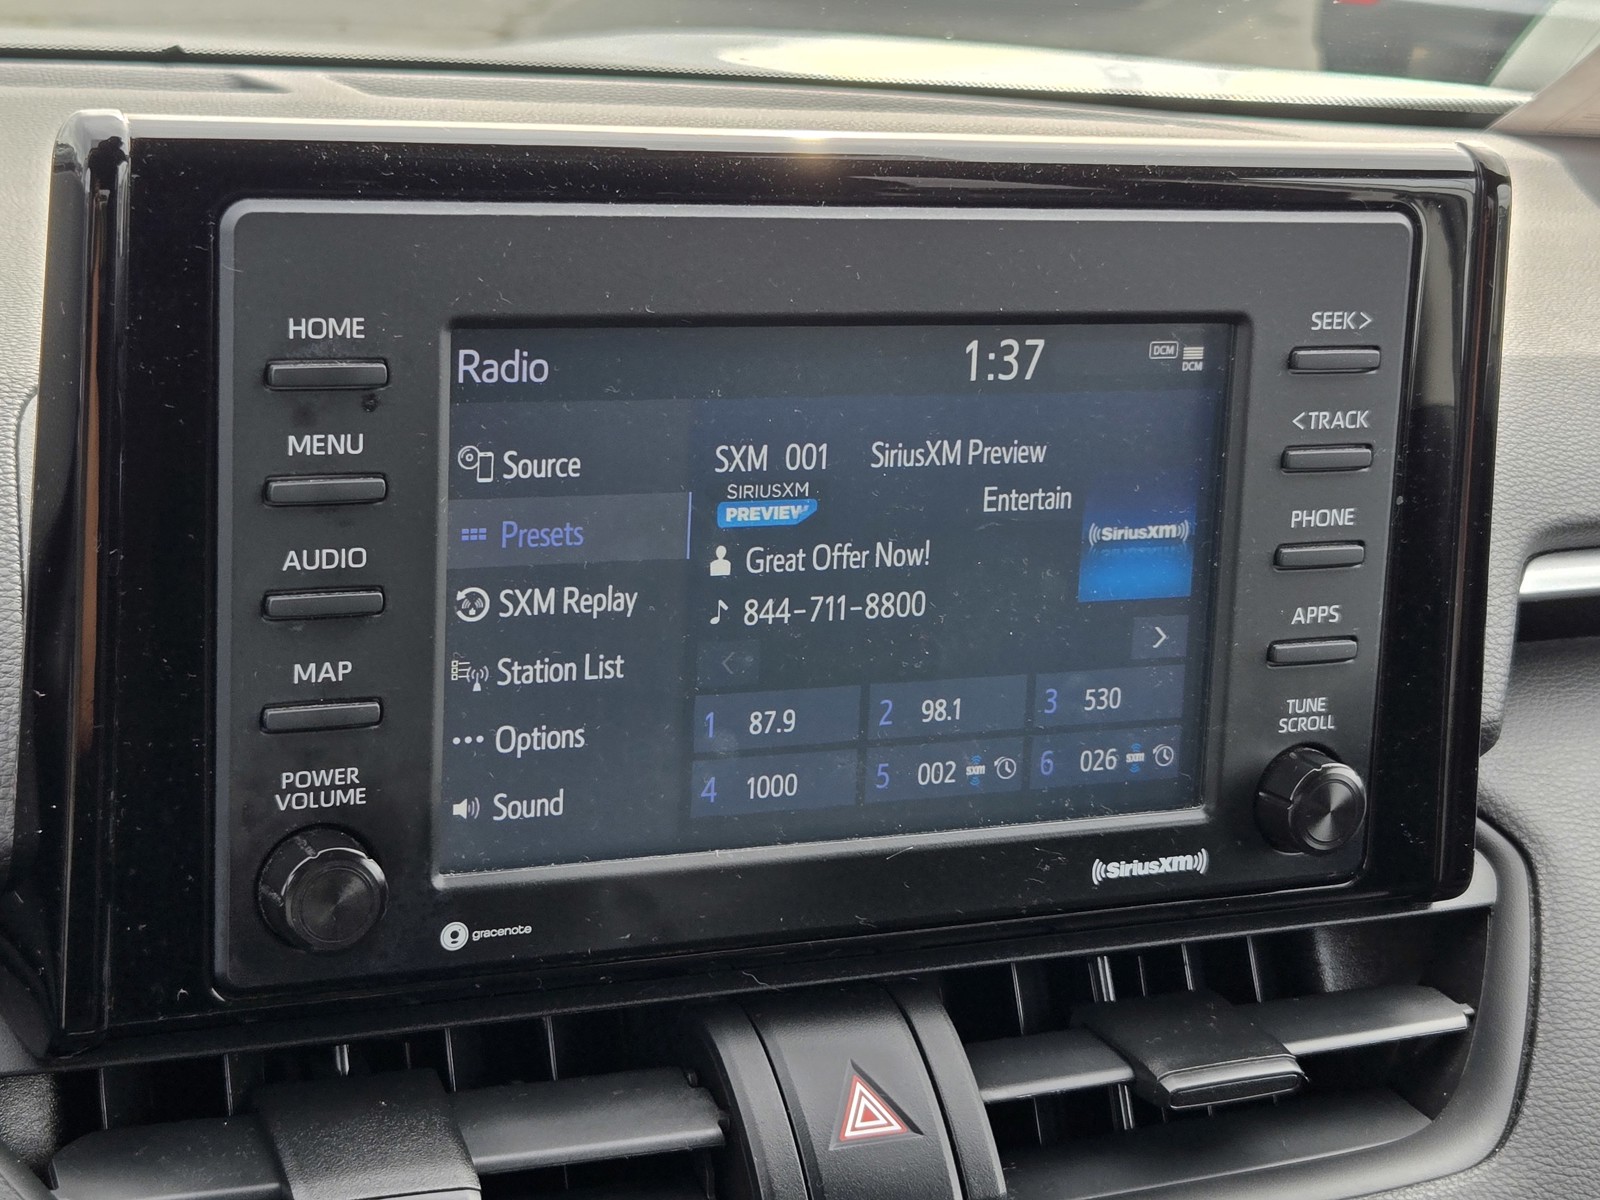 HOME
MENU
AUDIO
MAP
POWER
VOLUME
Radio
1:37
DCM
DCM
Source
Presets
SXM Replay
Station List
Options
Sound
SXM 001 SiriusXM Preview
SIRIUSXM
PREVIEW
Entertain
SiriusXM
Great Offer Now!
844-711-8800
1 87.9
2 98.1
3 530
4 1000
5 002 SXM
6 026 SXM
SEEK>
<TRACK
PHONE
APPS
TUNE
SCROLL
gracenote
SiriusXM